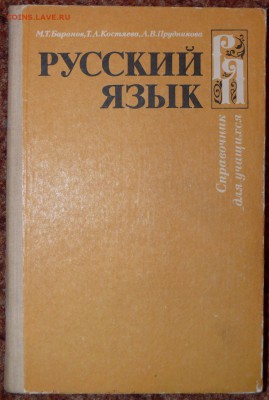 COINS.LAVE.RU
М.Т.Баранов, Т.А.Костяева, А.В.Прудникова
РУССКИЙ
ЯЗЫК
Справочник
для учащихся